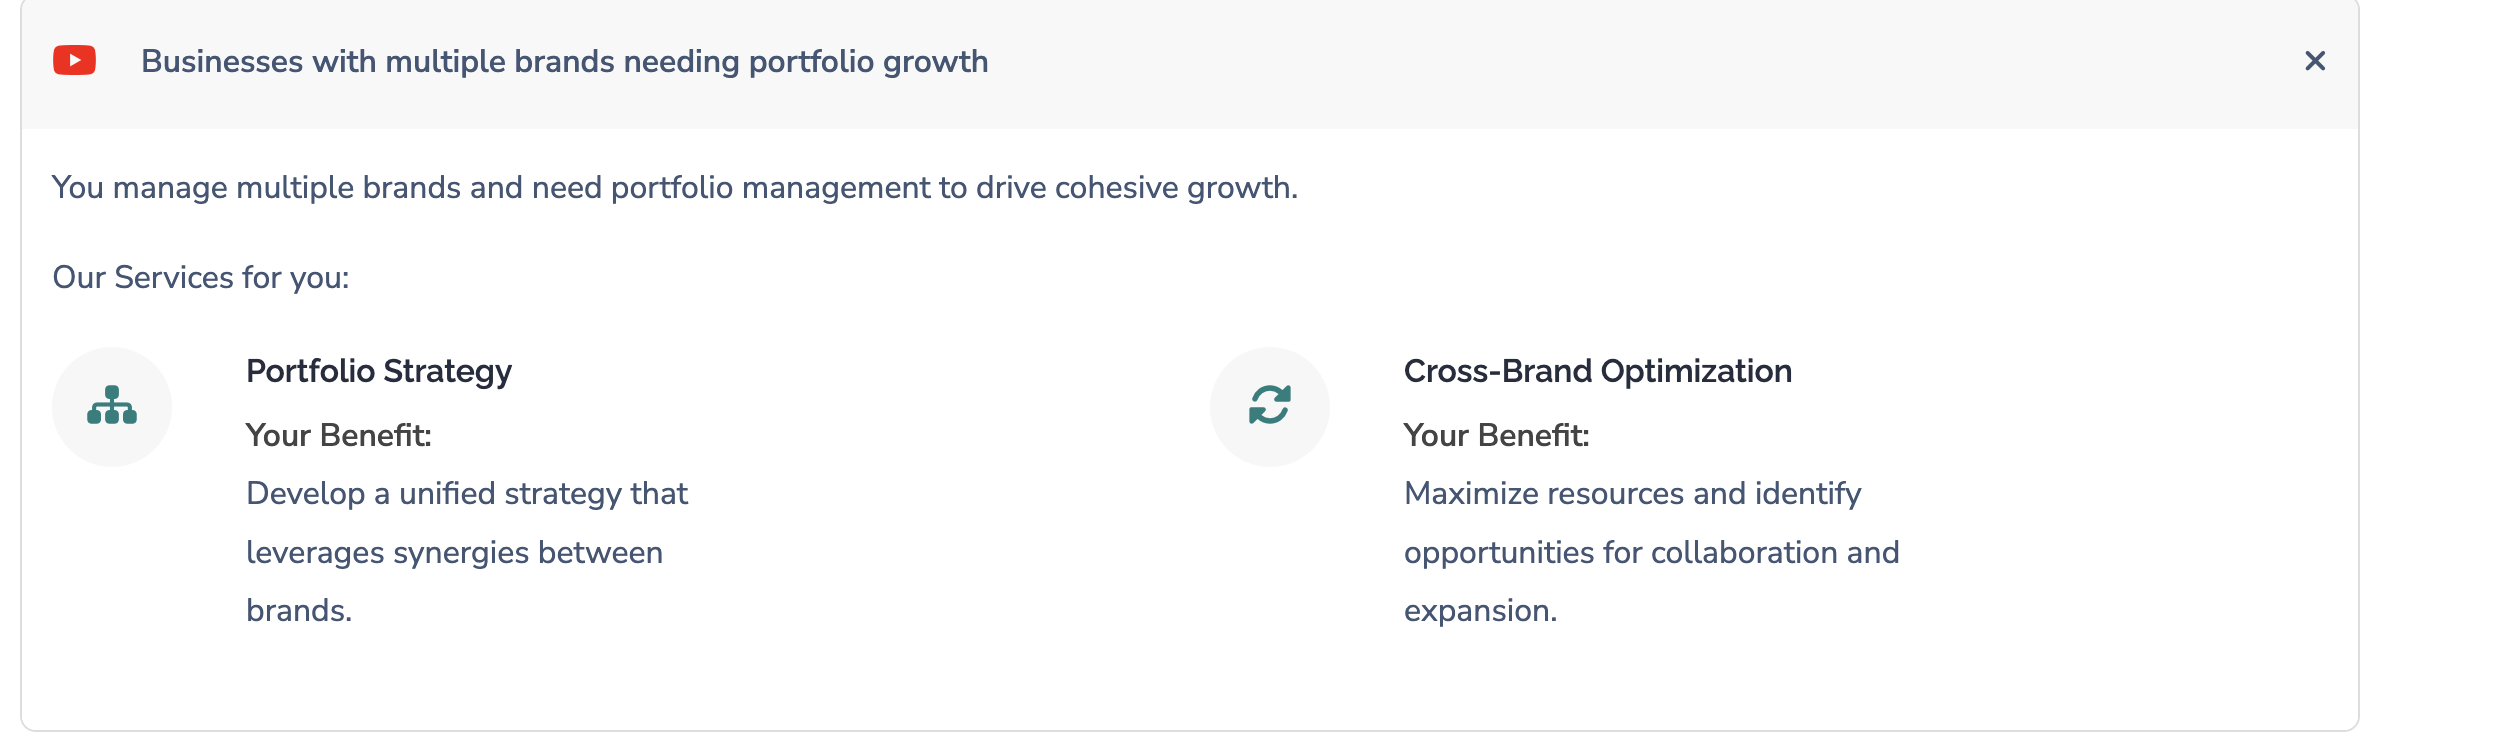 Businesses with multiple brands needing portfolio growth
You manage multiple brands and need portfolio management to drive cohesive growth.
Our Services for you:
Portfolio Strategy
Your Benefit:
Develop a unified strategy that
leverages synergies between
brands.
Cross-Brand Optimization
Your Benefit:
Maximize resources and identify
opportunities for collaboration and
expansion.